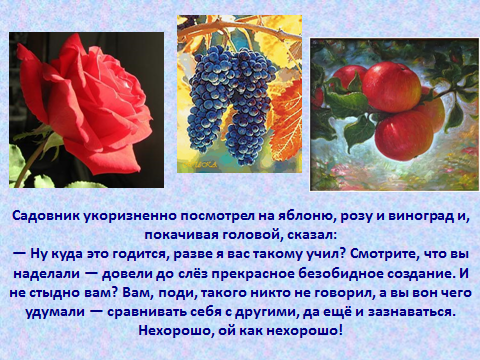 Садовник укоризненно посмотрел на яблоню, розу и виноград и,
покачивая головой, сказал:
— Ну куда это годится, разве я вас такому учил? Смотрите, что вы
наделали — довели до слёз прекрасное безобидное создание. И
не стыдно вам? Вам, поди, такого никто не говорил, а вы вон чего
удумали — сравнивать себя с другими, да ещё и зазнаваться.
Нехорошо, ой как нехорошо!